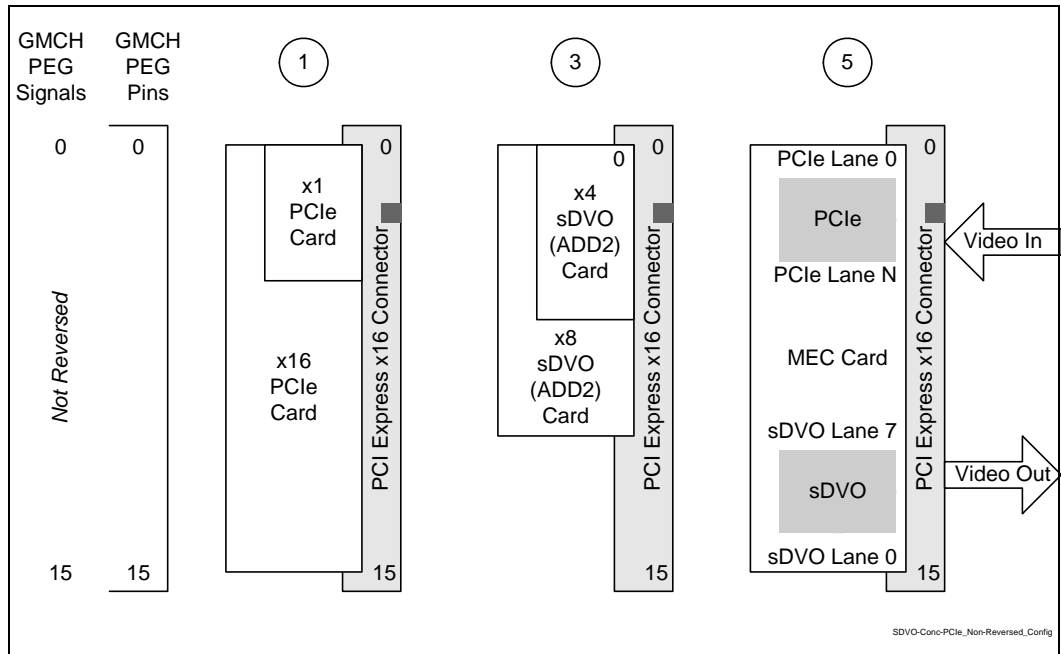 GMCH
PEG
Signals
GMCH
PEG
Pins
1
3
5
0
15
Not Reversed
0
15
x1
PCIe
Card
x16
PCIe
Card
0
PCI Express x16 Connector
15
0
x4
sDVO
(ADD2)
Card
x8
sDVO
(ADD2)
Card
0
PCI Express x16 Connector
15
PCIe Lane 0
PCIe
PCIe Lane N
MEC Card
sDVO Lane 7
sDVO
sDVO Lane 0
0
PCI Express x16 Connector
15
Video In
Video Out
SDVO-Conc-PCIe_Non-Reversed_Config